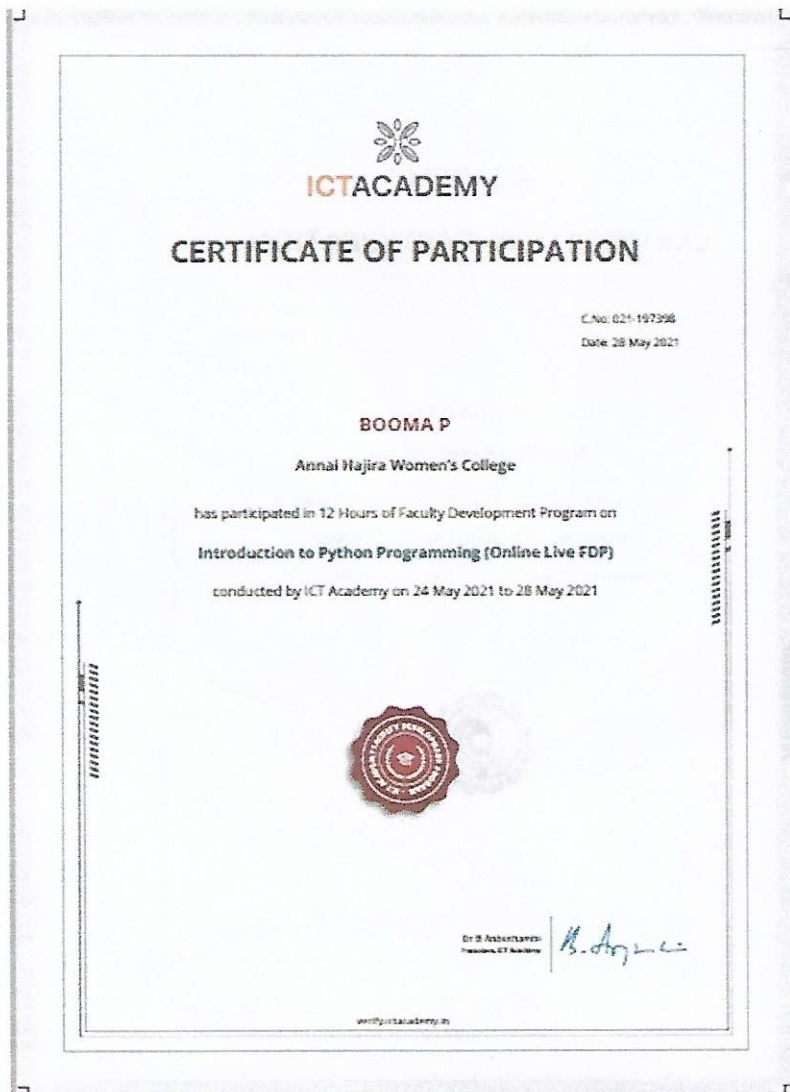 ICTACADEMY
CERTIFICATE OF PARTICIPATION
C.No: 021-197398
Date: 28 May 2021
BOOMA P
Annai Hajira Women's College
has participated in 12 Hours of Faculty Development Program on
Introduction to Python Programming (Online Live FDP)
conducted by ICT Academy on 24 May 2021 to 28 May 2021
Dr B
President, ICT Academy
verify.ictacademy.in